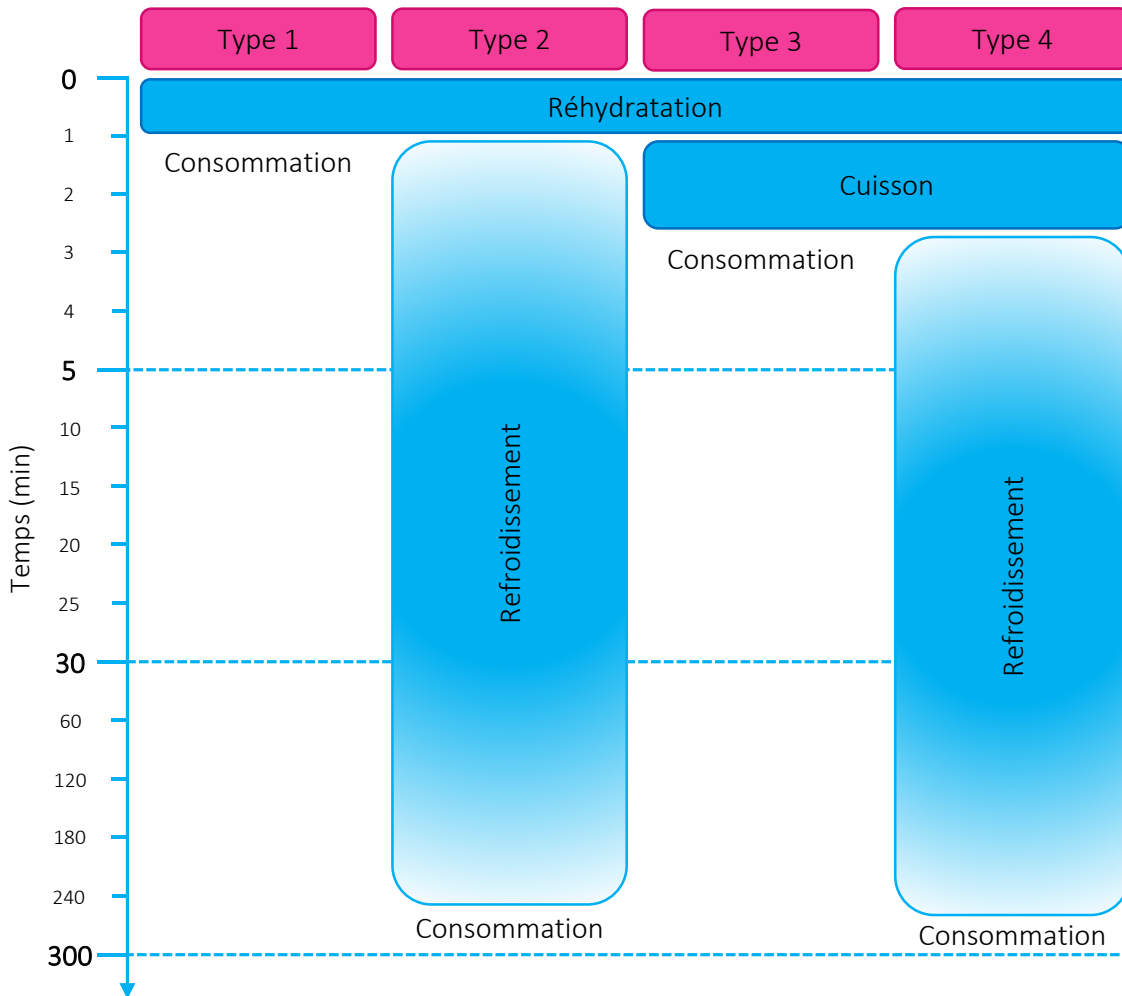 Type 1
Type 2
Type 3
Type 4
Temps (min)
0
1
2
3
4
5
10
15
20
25
30
60
120
180
240
300
Réhydratation
Consommation
Cuisson
Consommation
Refroidissement
Refroidissement
Consommation
Consommation